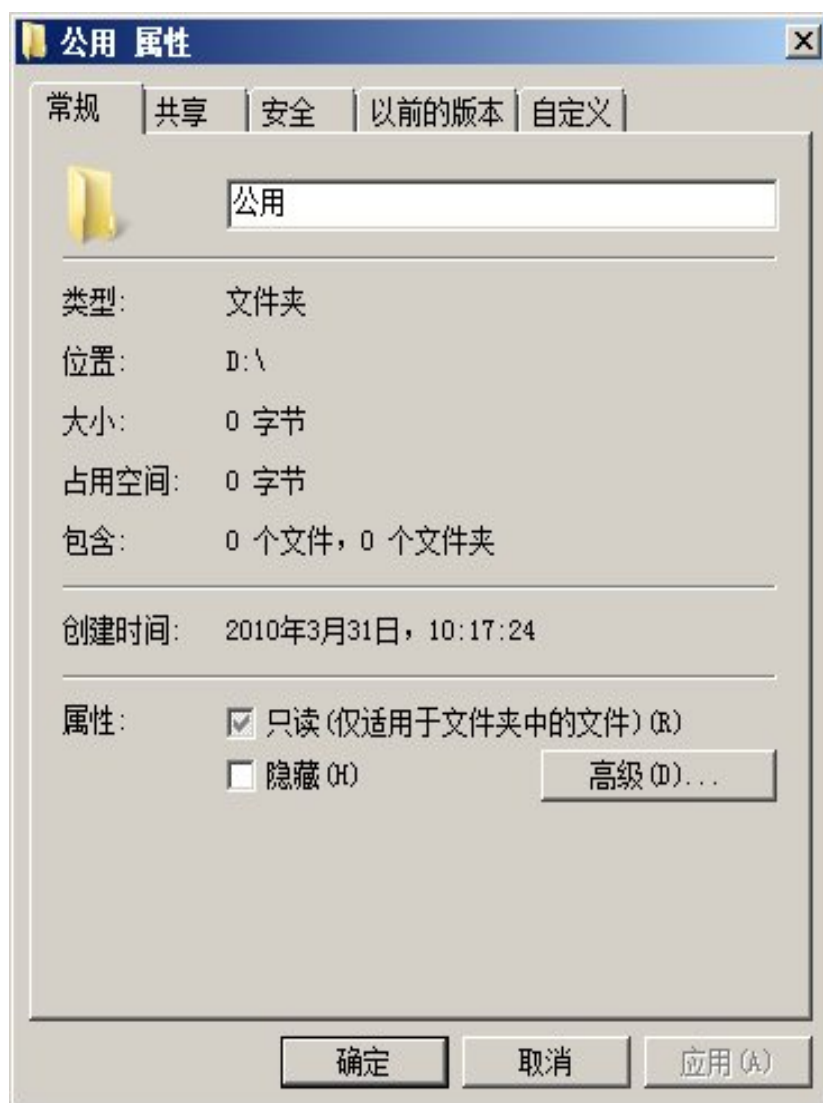 公用 属性
常规 共享 安全 以前的版本 自定义
公用
类型: 文件夹
位置: D:\
大小: 0 字节
占用空间: 0 字节
包含: 0 个文件，0 个文件夹
创建时间: 2010年3月31日，10:17:24
属性: 只读(仅适用于文件夹中的文件)(R)
隐藏(H) 高级(D)...
确定 取消 应用(A)